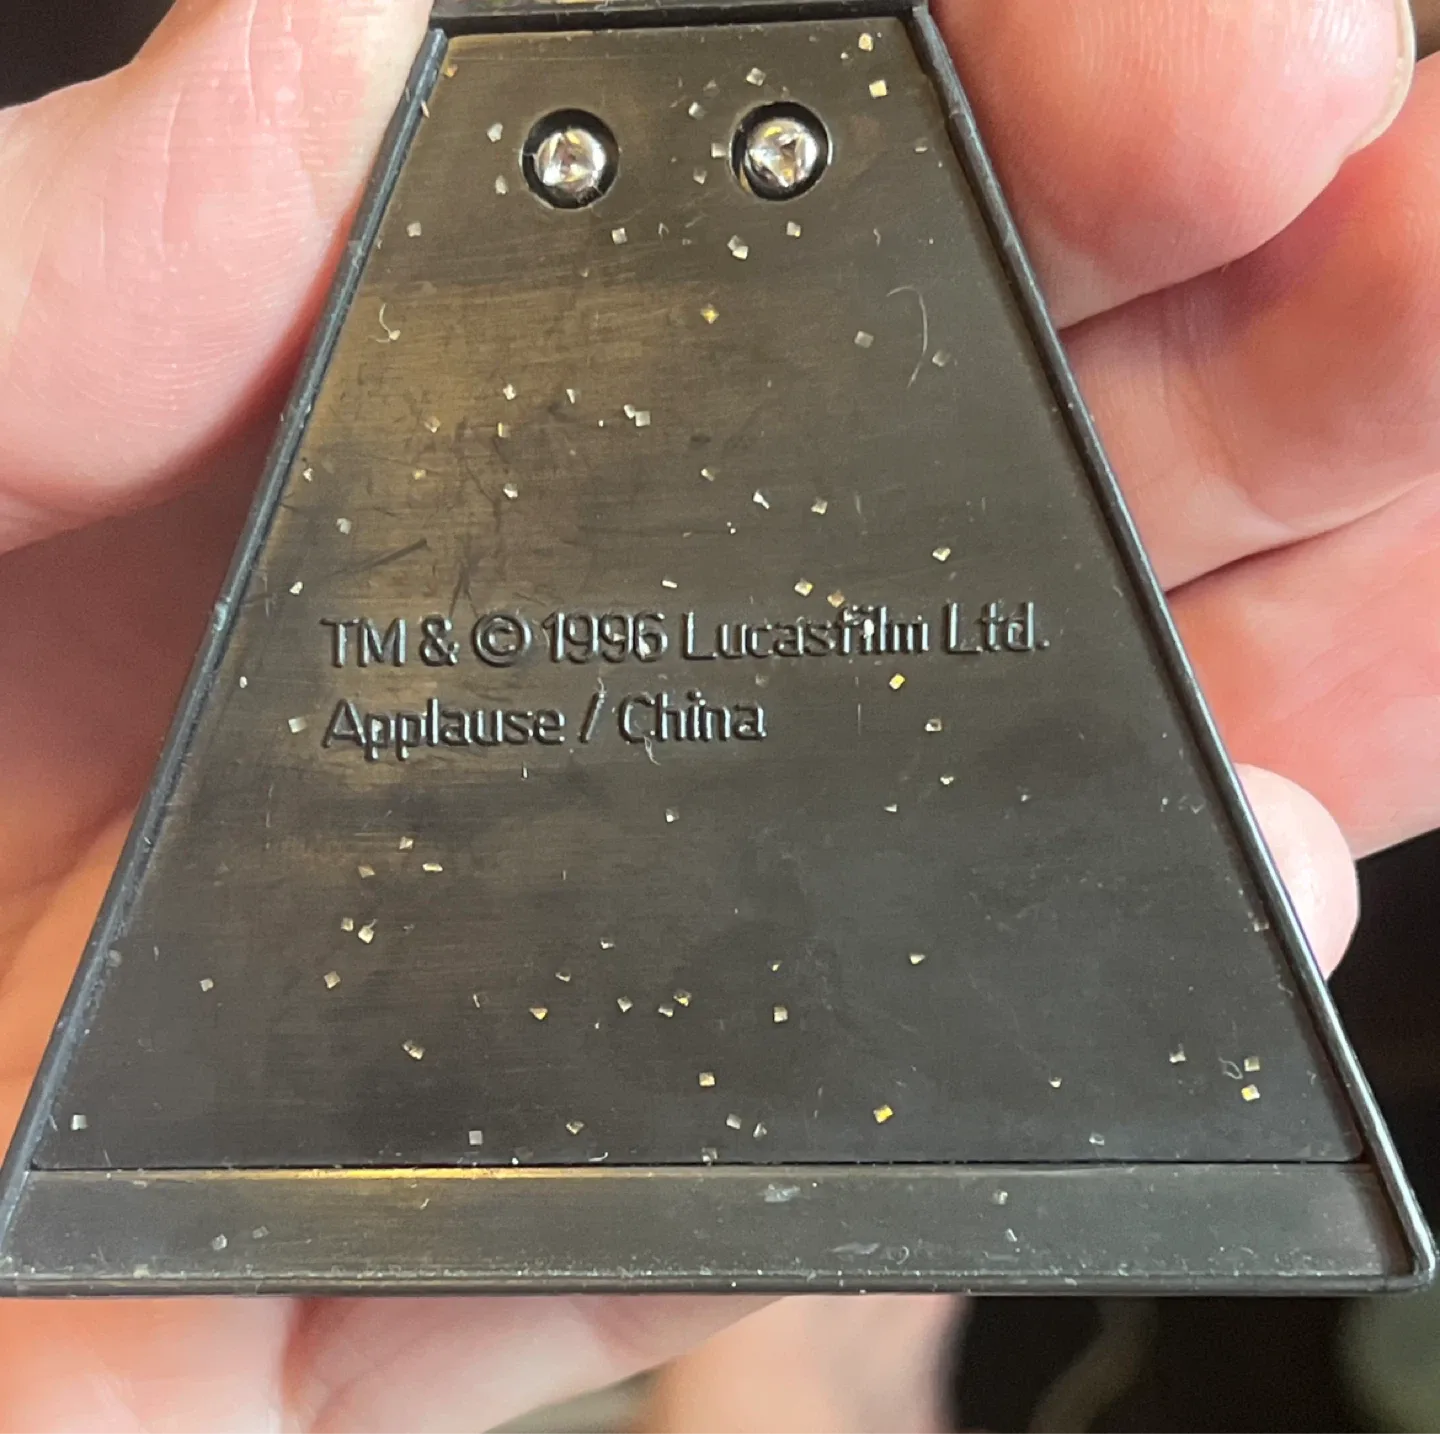 TM & © 1996 Lucasfilm Ltd.
Applause / China